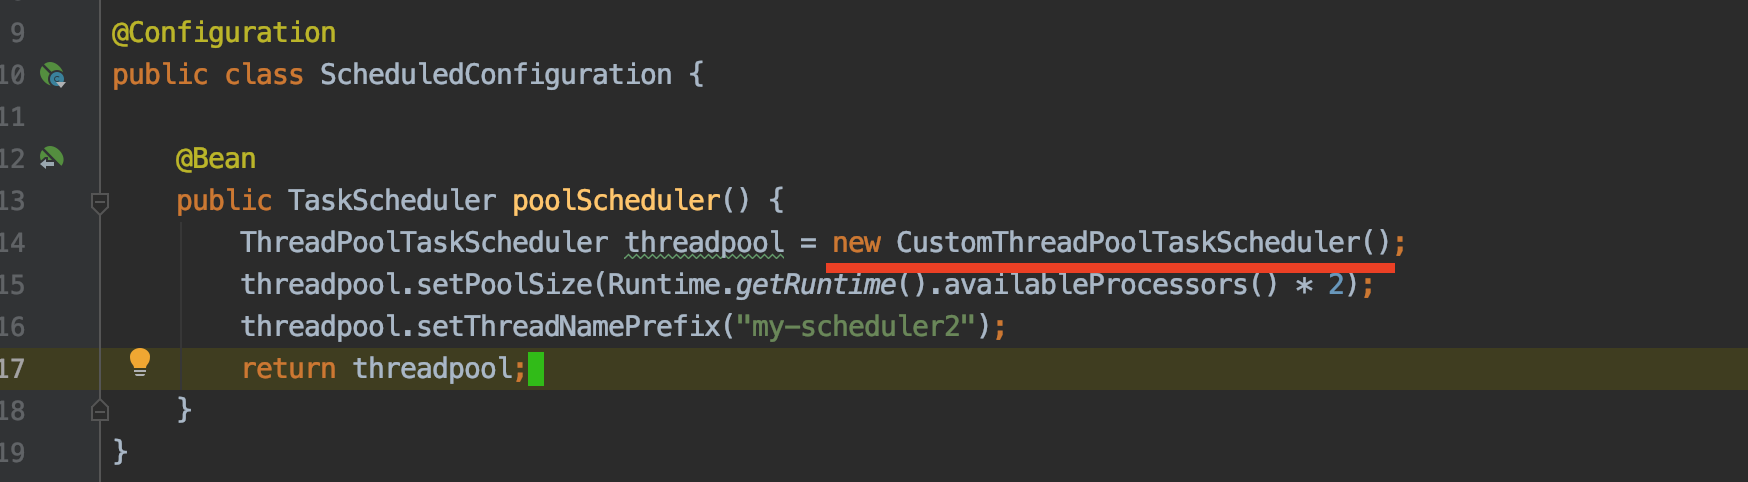 9 @Configuration
10 public class ScheduledConfiguration {
11
12 @Bean
13 public TaskScheduler poolScheduler() {
14 ThreadPoolTaskScheduler threadpool = new CustomThreadPoolTaskScheduler();
15 threadpool.setPoolSize(Runtime.getRuntime().availableProcessors() * 2);
16 threadpool.setThreadNamePrefix("my-scheduler2");
17 return threadpool;
18 }
19 }